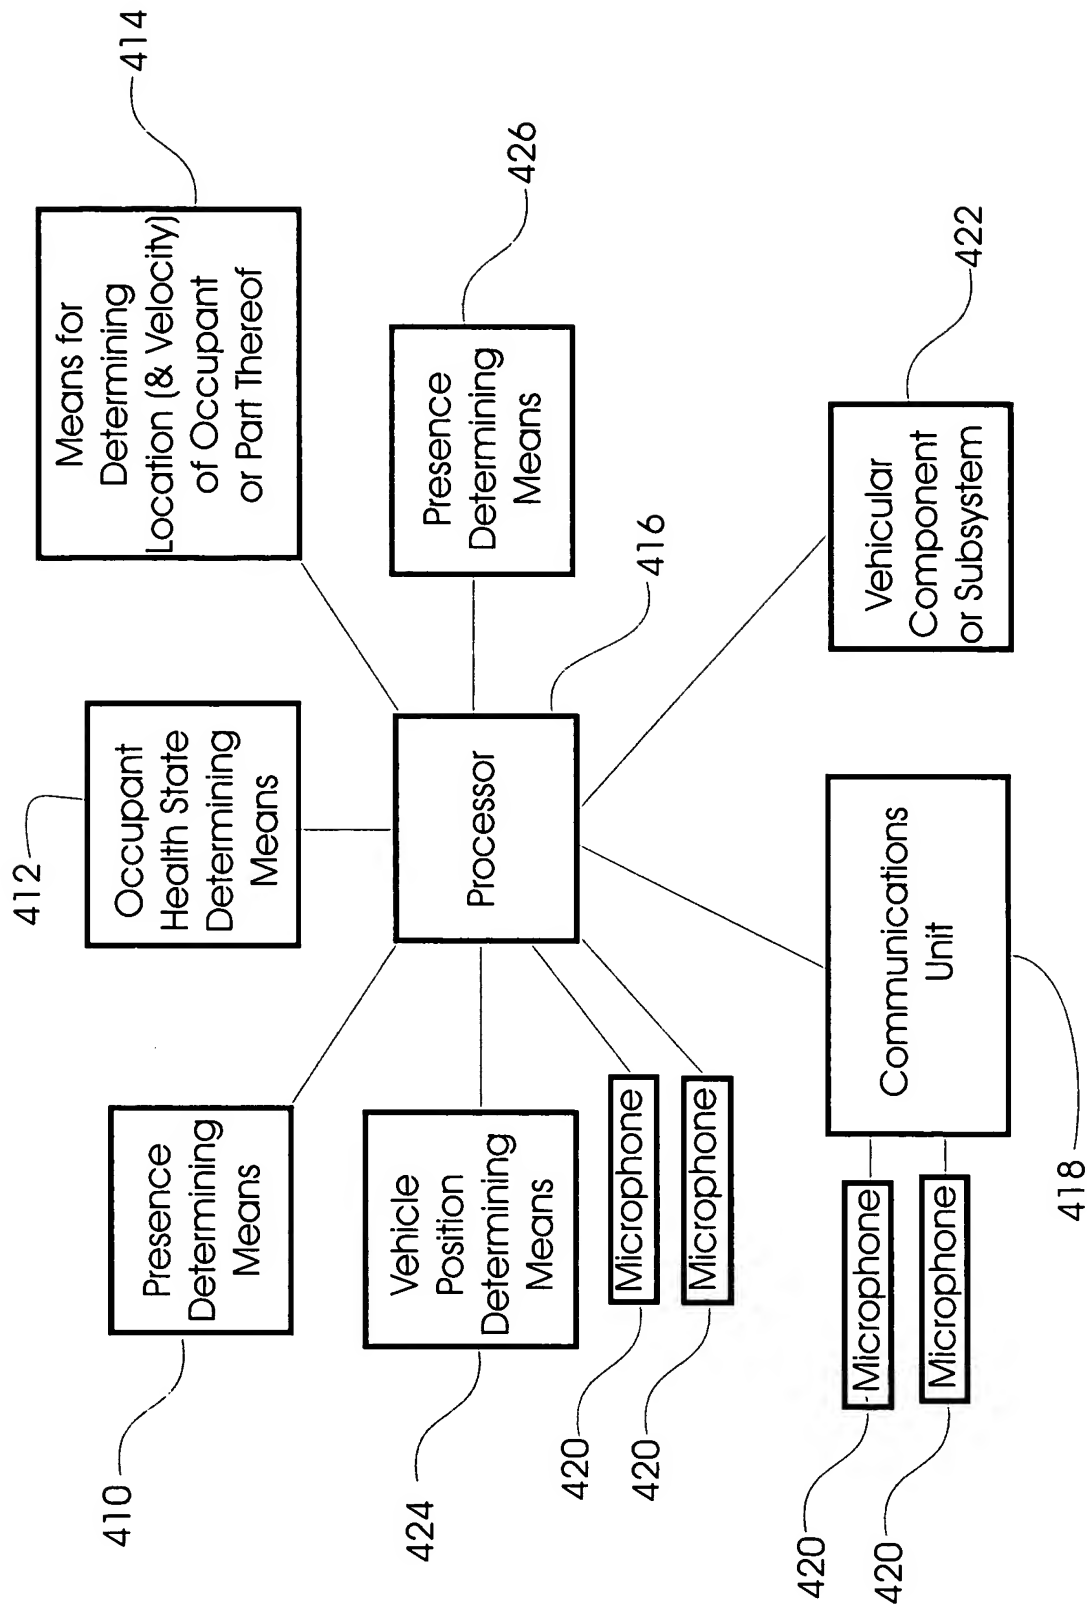 410
Presence
Determining
Means
412
Occupant
Health State
Determining
Means
414
Means for
Determining
Location (& Velocity)
of Occupant
or Part Thereof
424
Vehicle
Position
Determining
Means
Processor
416
Presence
Determining
Means
426
420
Microphone
420
Microphone
420
Microphone
420
Microphone
Communications
Unit
418
Vehicular
Component
or Subsystem
422